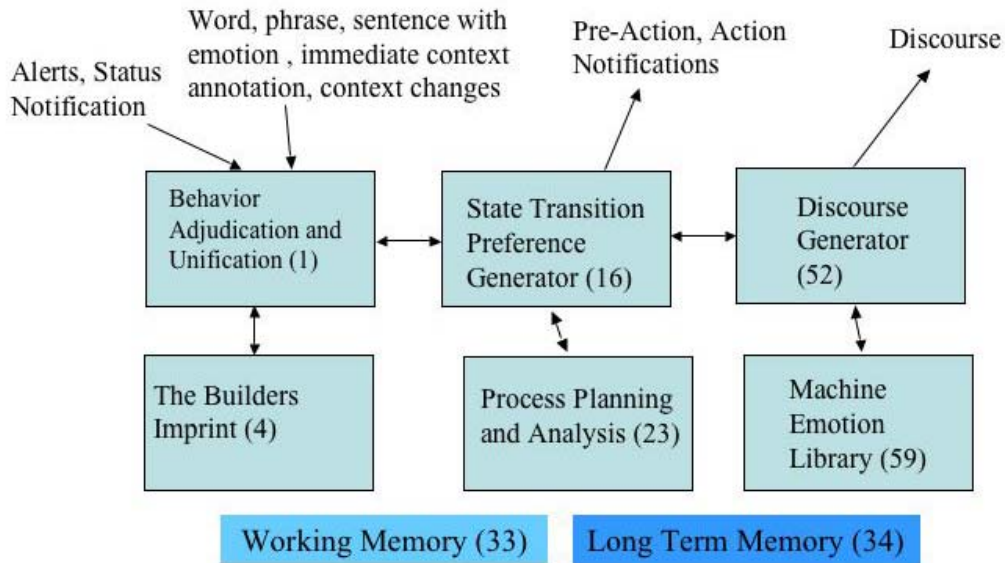 Word, phrase, sentence with
emotion , immediate context
annotation, context changes
Alerts, Status
Notification
Pre-Action, Action
Notifications
Discourse
Behavior
Adjudication and
Unification (1)
State Transition
Preference
Generator (16)
Discourse
Generator
(52)
The Builders
Imprint (4)
Process Planning
and Analysis (23)
Machine
Emotion
Library (59)
Working Memory (33)
Long Term Memory (34)